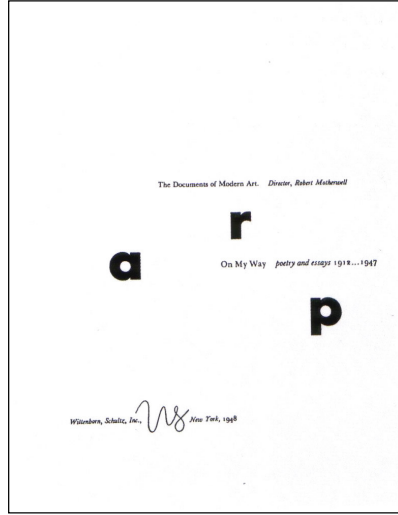 The Documents of Modern Art. Director, Robert Motherwell
r
a
On My Way poetry and essays 1912...1947
p
Wittenborn, Schultz, Inc., WS New York, 1948